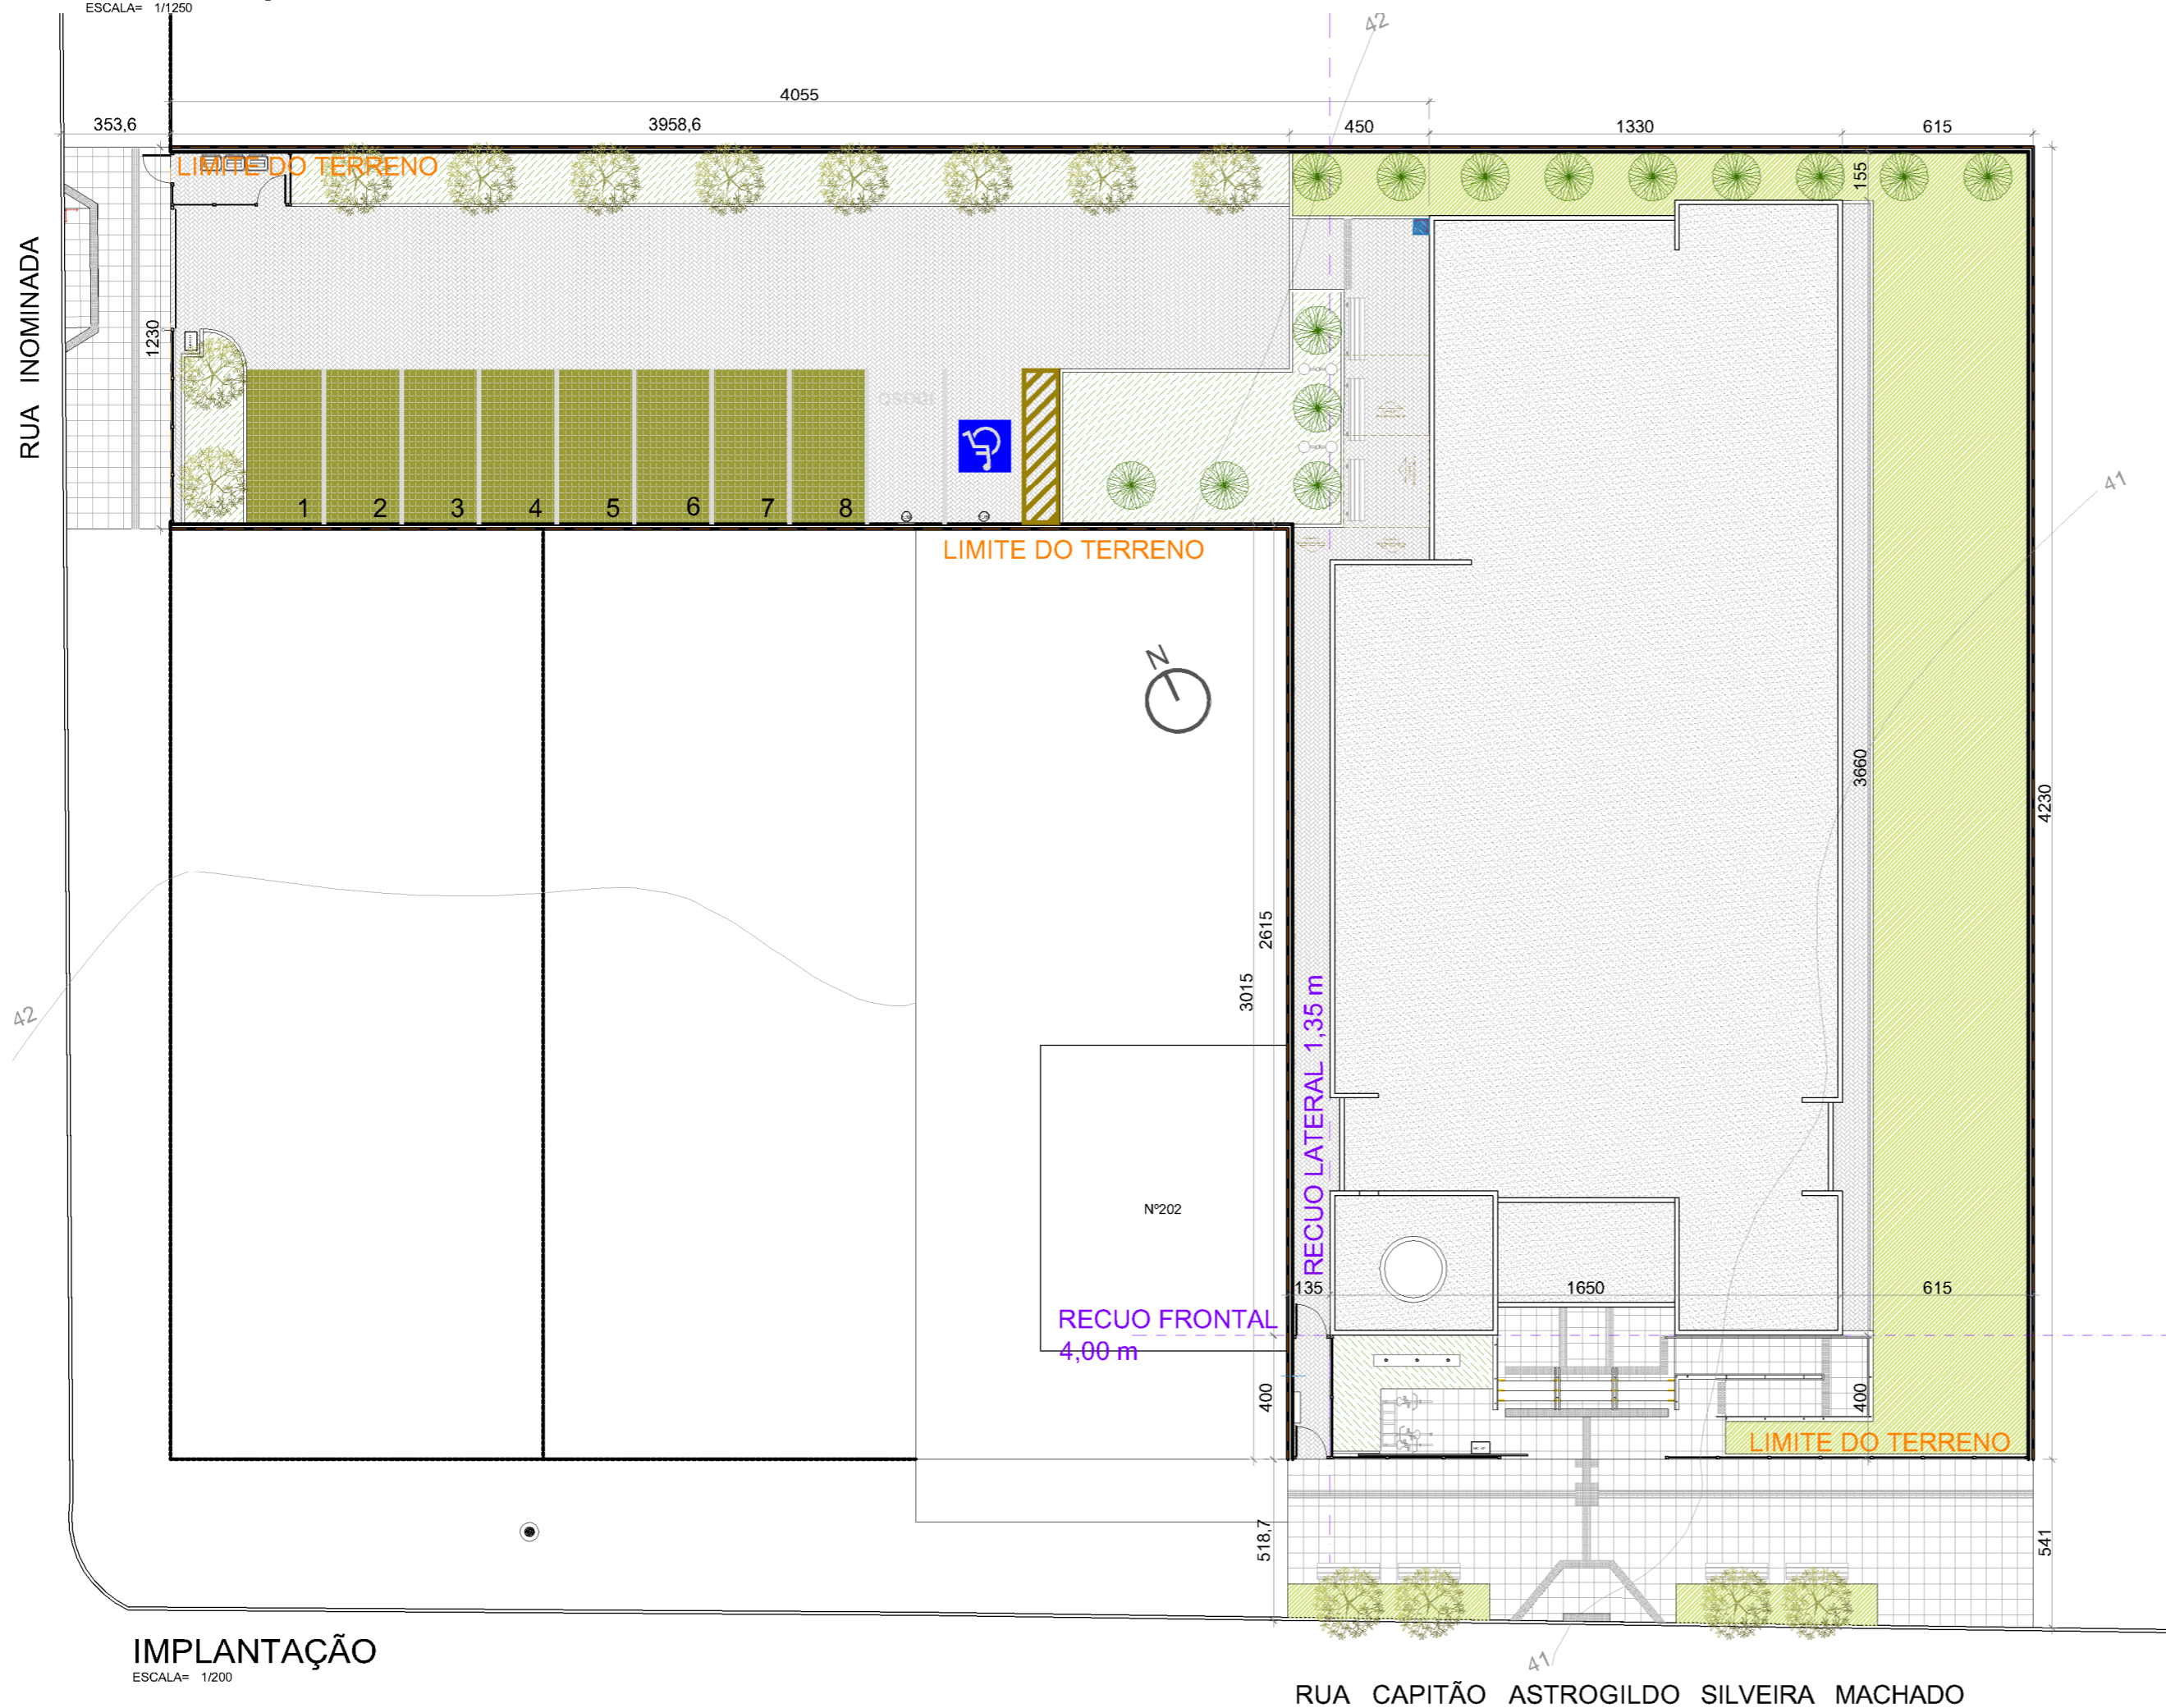 ESCALA= 1/1250
42
4055
353,6
3958,6
450
1330
615
LIMITE DO TERRENO
155
RUA INOMINADA
1230
41
1
2
3
4
5
6
7
8
LIMITE DO TERRENO
N
3660
4230
2615
3015
42
RECUO LATERAL 1,35 m
Nº202
135
1650
615
RECUO FRONTAL
4,00 m
400
400
LIMITE DO TERRENO
518,7
541
IMPLANTAÇÃO
ESCALA= 1/200
41
RUA CAPITÃO ASTROGILDO SILVEIRA MACHADO